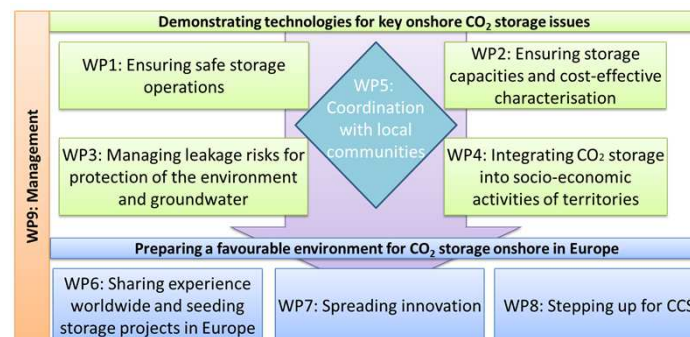 Demonstrating technologies for key onshore CO₂ storage issues
WP1: Ensuring safe storage
operations
WP2: Ensuring storage
capacities and cost-effective
characterisation
WP5:
Coordination
with local
communities
WP3: Managing leakage risks for
protection of the environment
and groundwater
WP4: Integrating CO₂ storage
into socio-economic
activities of territories
WP9: Management
Preparing a favourable environment for CO₂ storage onshore in Europe
WP6: Sharing experience
worldwide and seeding
storage projects in Europe
WP7: Spreading innovation
WP8: Stepping up for CCS